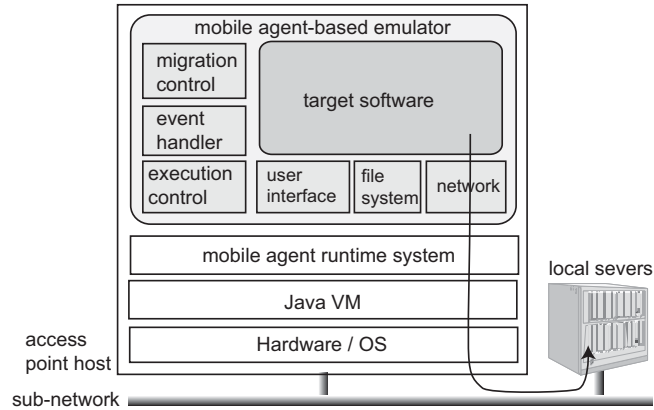 mobile agent-based emulator
migration
control
target software
event
handler
execution
control
user
interface
file
system
network
mobile agent runtime system
local severs
Java VM
access
point host
Hardware / OS
sub-network